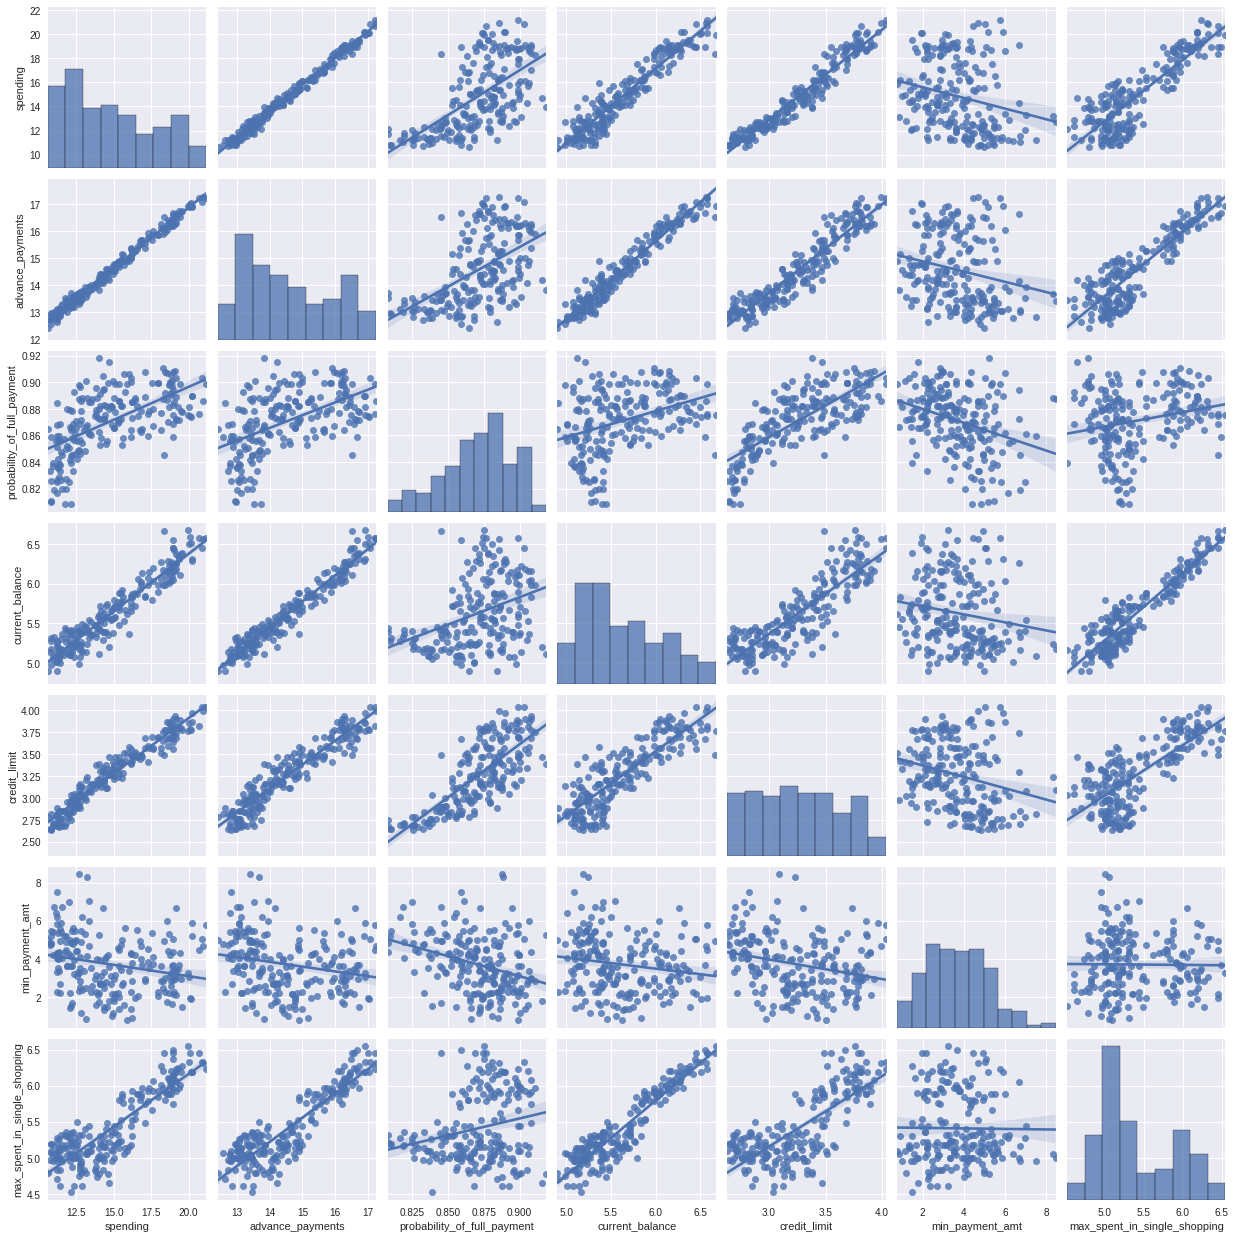 22
20
18
16
14
12
10
spending
17
16
15
14
13
12
advance_payments
0.92
0.90
0.88
0.86
0.84
0.82
probability_of_full_payment
6.5
6.0
5.5
5.0
current_balance
4.00
3.75
3.50
3.25
3.00
2.75
2.50
credit_limit
8
6
4
2
min_payment_amt
6.5
6.0
5.5
5.0
4.5
max_spent_in_single_shopping
12.5 15.0 17.5 20.0
spending
13 14 15 16 17
advance_payments
0.825 0.850 0.875 0.900
probability_of_full_payment
5.0 5.5 6.0 6.5
current_balance
3.0 3.5 4.0
credit_limit
2 4 6 8
min_payment_amt
5.0 5.5 6.0 6.5
max_spent_in_single_shopping